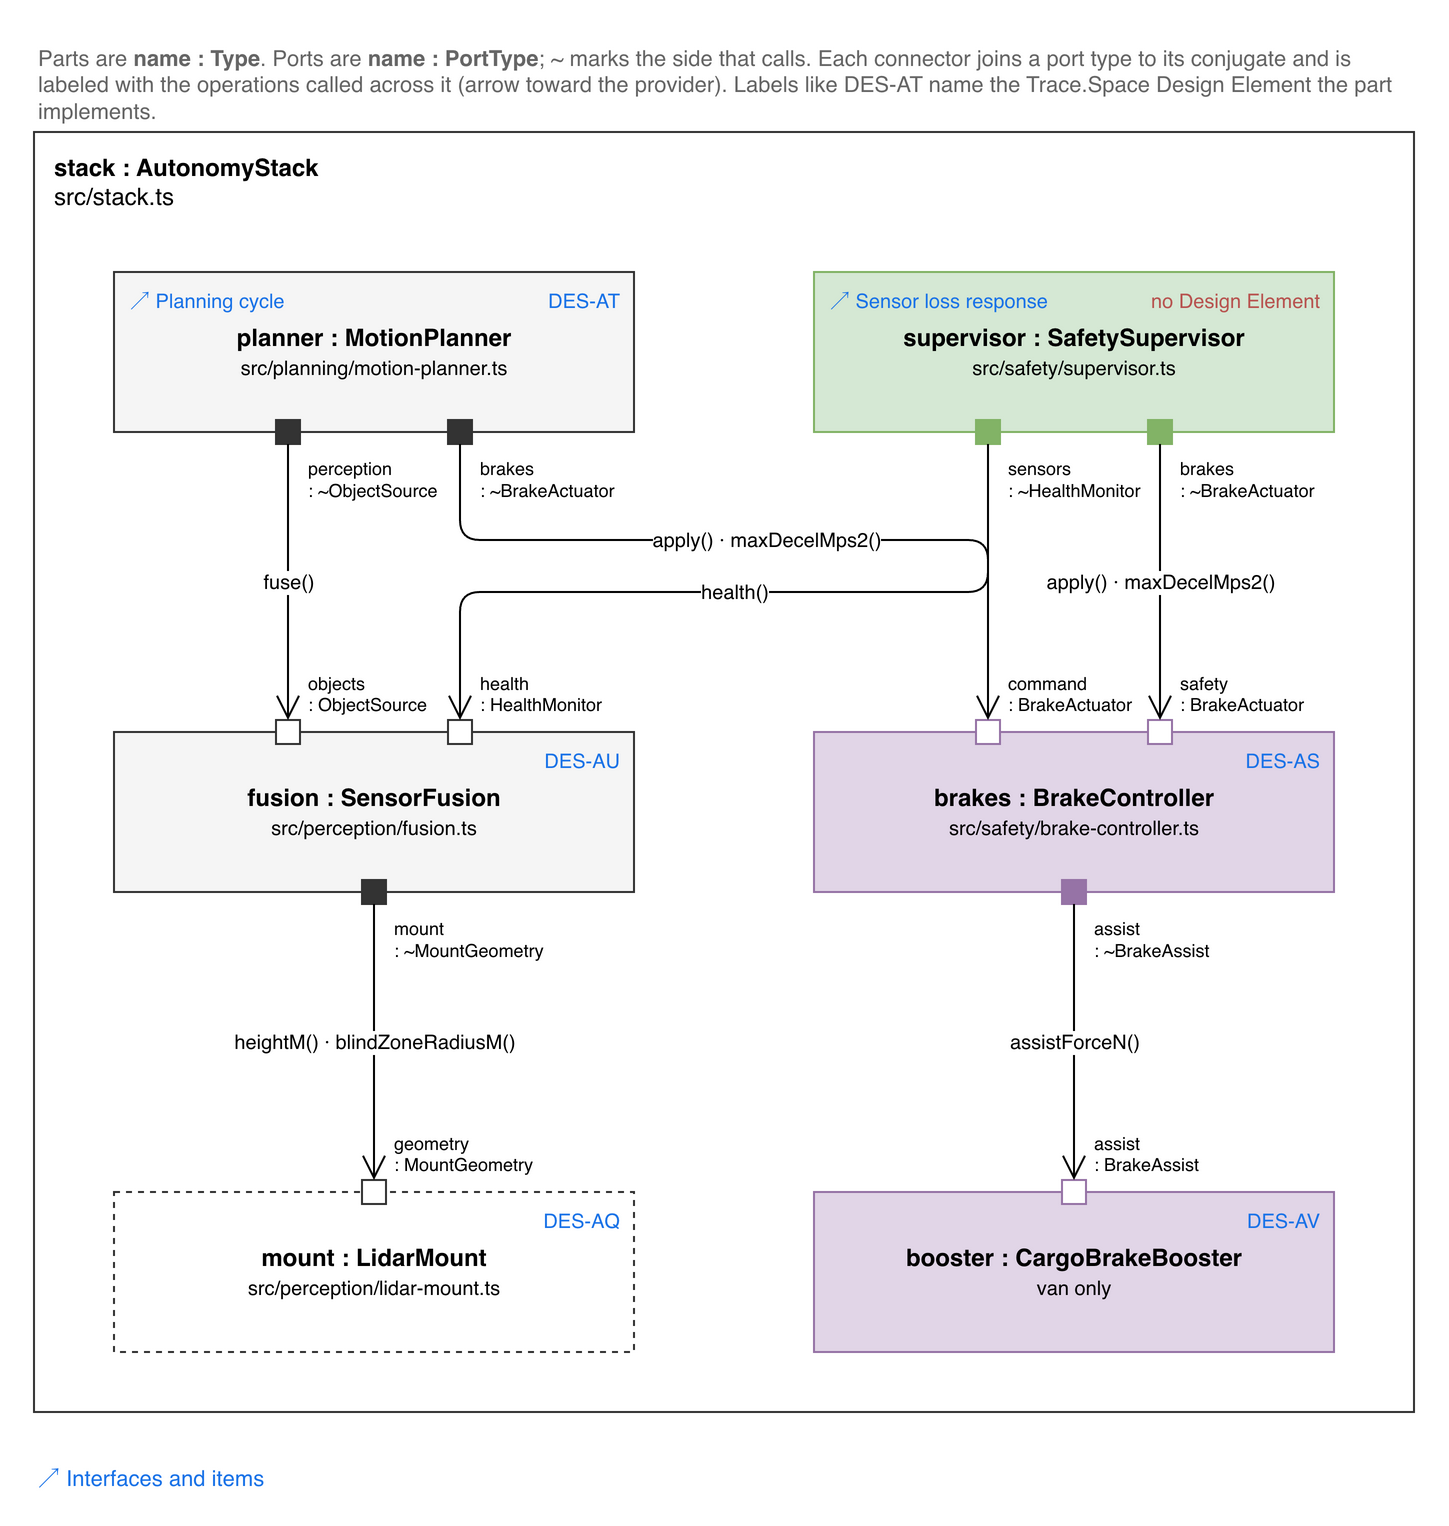 Parts are name : Type. Ports are name : PortType; ~ marks the side that calls. Each connector joins a port type to its conjugate and is
labeled with the operations called across it (arrow toward the provider). Labels like DES-AT name the Trace.Space Design Element the part
implements.
stack : AutonomyStack
src/stack.ts
↗ Planning cycle
DES-AT
planner : MotionPlanner
src/planning/motion-planner.ts
↗ Sensor loss response
no Design Element
supervisor : SafetySupervisor
src/safety/supervisor.ts
perception
: ~ObjectSource
brakes
: ~BrakeActuator
sensors
: ~HealthMonitor
brakes
: ~BrakeActuator
apply() · maxDecelMps2()
fuse()
health()
apply() · maxDecelMps2()
objects
: ObjectSource
health
: HealthMonitor
command
: BrakeActuator
safety
: BrakeActuator
DES-AU
fusion : SensorFusion
src/perception/fusion.ts
DES-AS
brakes : BrakeController
src/safety/brake-controller.ts
mount
: ~MountGeometry
assist
: ~BrakeAssist
heightM() · blindZoneRadiusM()
assistForceN()
geometry
: MountGeometry
assist
: BrakeAssist
DES-AQ
mount : LidarMount
src/perception/lidar-mount.ts
DES-AV
booster : CargoBrakeBooster
van only
↗ Interfaces and items